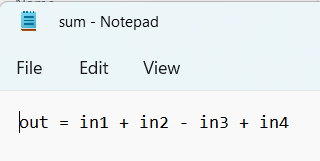 sum - Notepad
File Edit View
out = in1 + in2 - in3 + in4